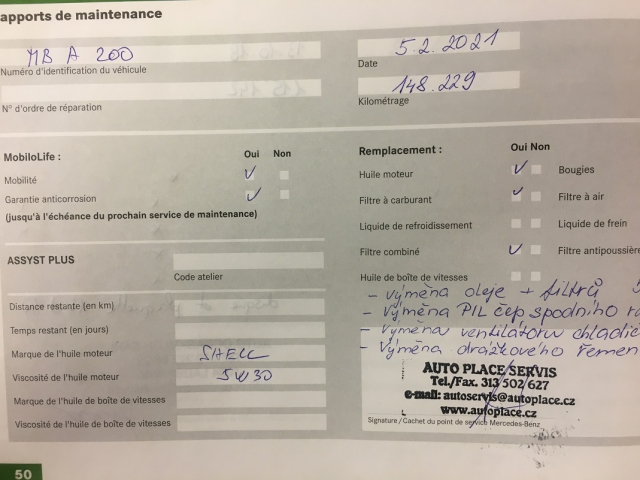 apports de maintenance
MB A 200
Numéro d'identification du véhicule
N° d'ordre de réparation
5.2.2021
Date
148.229
Kilométrage
MobiloLife :
Oui Non
Mobilité
Garantie anticorrosion
(jusqu'à l'échéance du prochain service de maintenance)
Remplacement :
Oui Non
Huile moteur
Bougies
Filtre à carburant
Filtre à air
Liquide de refroidissement
Liquide de frein
Filtre combiné
Filtre antipoussière
Huile de boîte de vitesses
ASSYST PLUS
Code atelier
Distance restante (en km)
Temps restant (en jours)
Marque de l'huile moteur
SHELL
Viscosité de l'huile moteur
5W30
Marque de l'huile de boîte de vitesses
Viscosité de l'huile de boîte de vitesses
- výměna oleje + filtrů
- výměna PIL čep spodního
- výměna ventilátoru chladič
- výměna drážkového řemen
AUTO PLACE SERVIS
Tel./Fax. 313 502 627
e-mail: autoservis@autoplace.cz
www.autoplace.cz
Signature / Cachet du point de service Mercedes-Benz
50